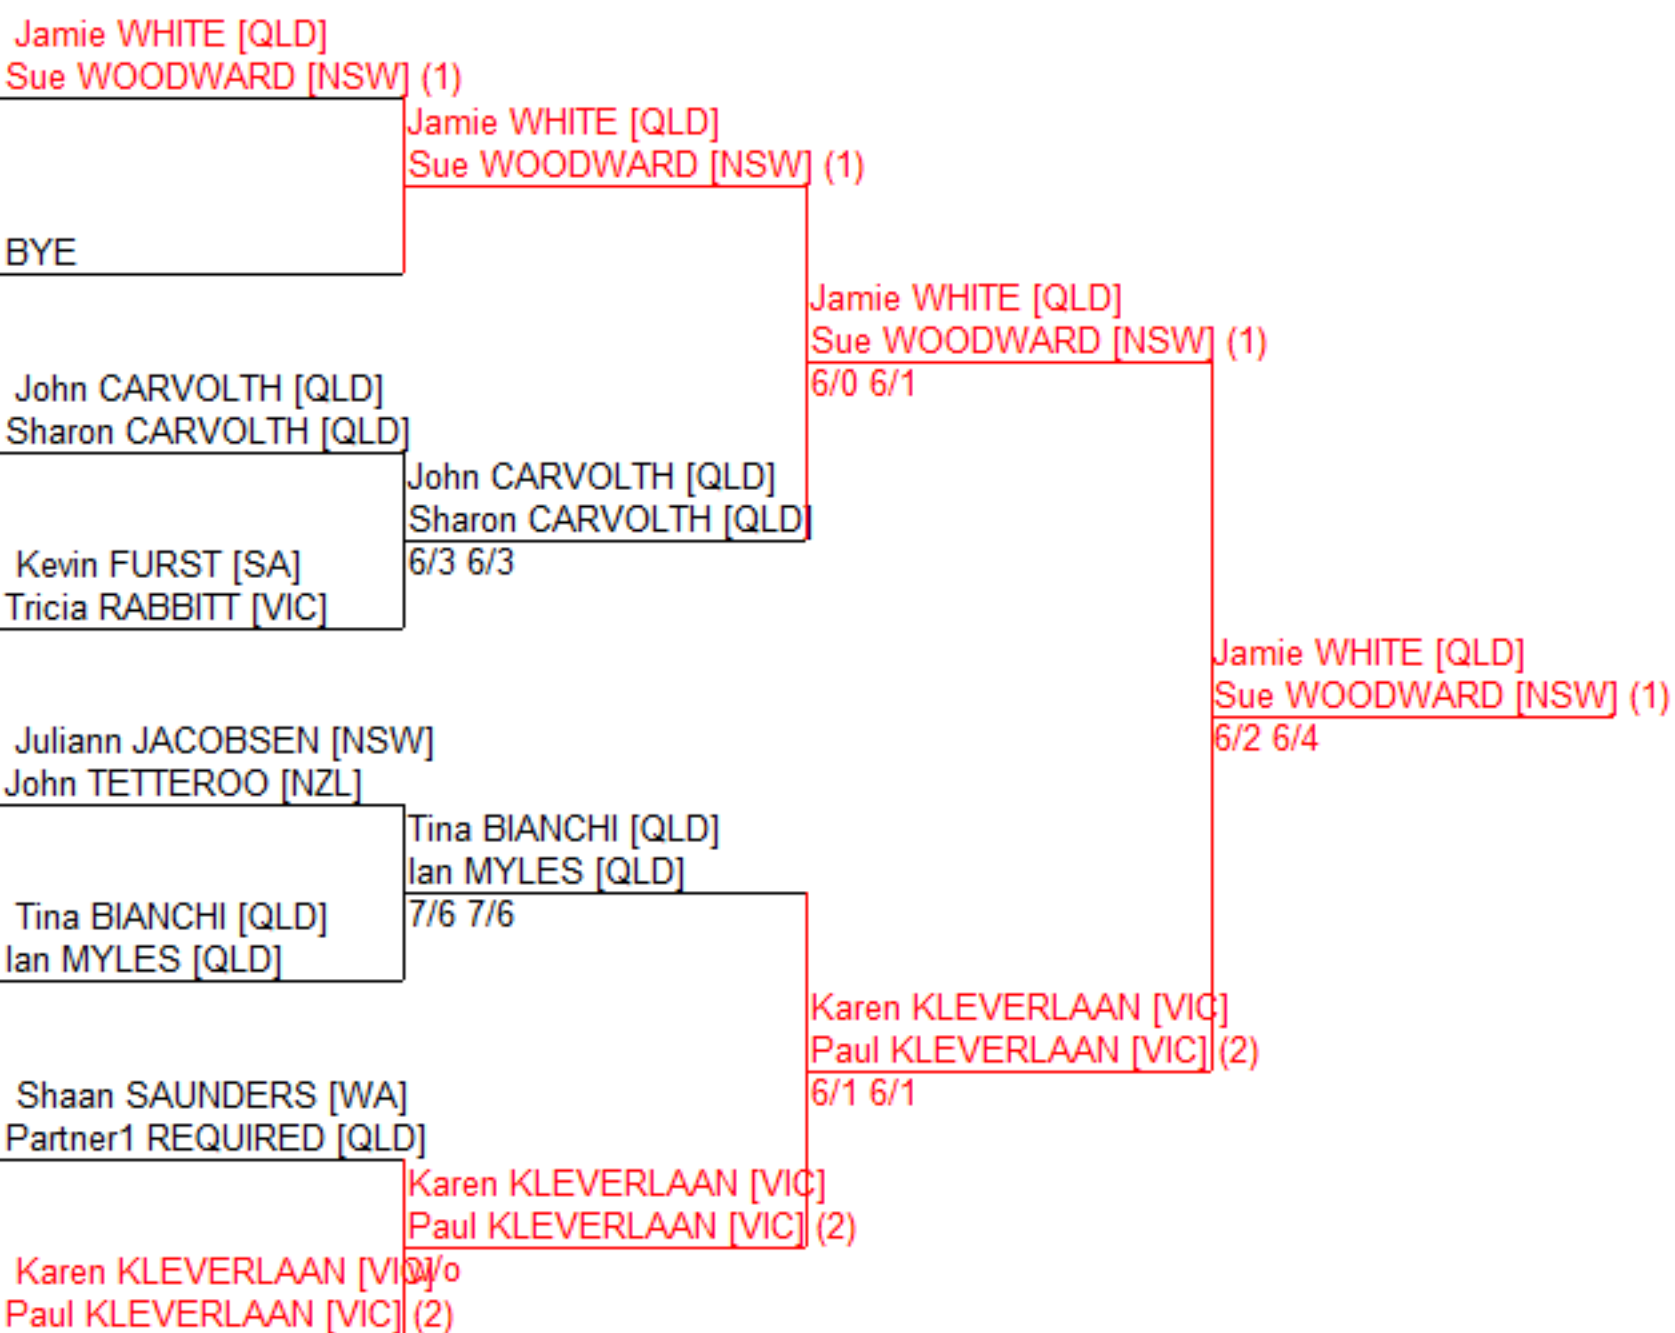 Jamie WHITE [QLD]
Sue WOODWARD [NSW] (1)
Jamie WHITE [QLD]
Sue WOODWARD [NSW] (1)
BYE
Jamie WHITE [QLD]
Sue WOODWARD [NSW] (1)
6/0 6/1
John CARVOLTH [QLD]
Sharon CARVOLTH [QLD]
John CARVOLTH [QLD]
Sharon CARVOLTH [QLD]
6/3 6/3
Kevin FURST [SA]
Tricia RABBITT [VIC]
Jamie WHITE [QLD]
Sue WOODWARD [NSW] (1)
6/2 6/4
Juliann JACOBSEN [NSW]
John TETTEROO [NZL]
Tina BIANCHI [QLD]
Ian MYLES [QLD]
7/6 7/6
Tina BIANCHI [QLD]
Ian MYLES [QLD]
Karen KLEVERLAAN [VIC]
Paul KLEVERLAAN [VIC] (2)
6/1 6/1
Shaan SAUNDERS [WA]
Partner1 REQUIRED [QLD]
Karen KLEVERLAAN [VIC]
Paul KLEVERLAAN [VIC] (2)
w/o
Karen KLEVERLAAN [VIC]
Paul KLEVERLAAN [VIC] (2)